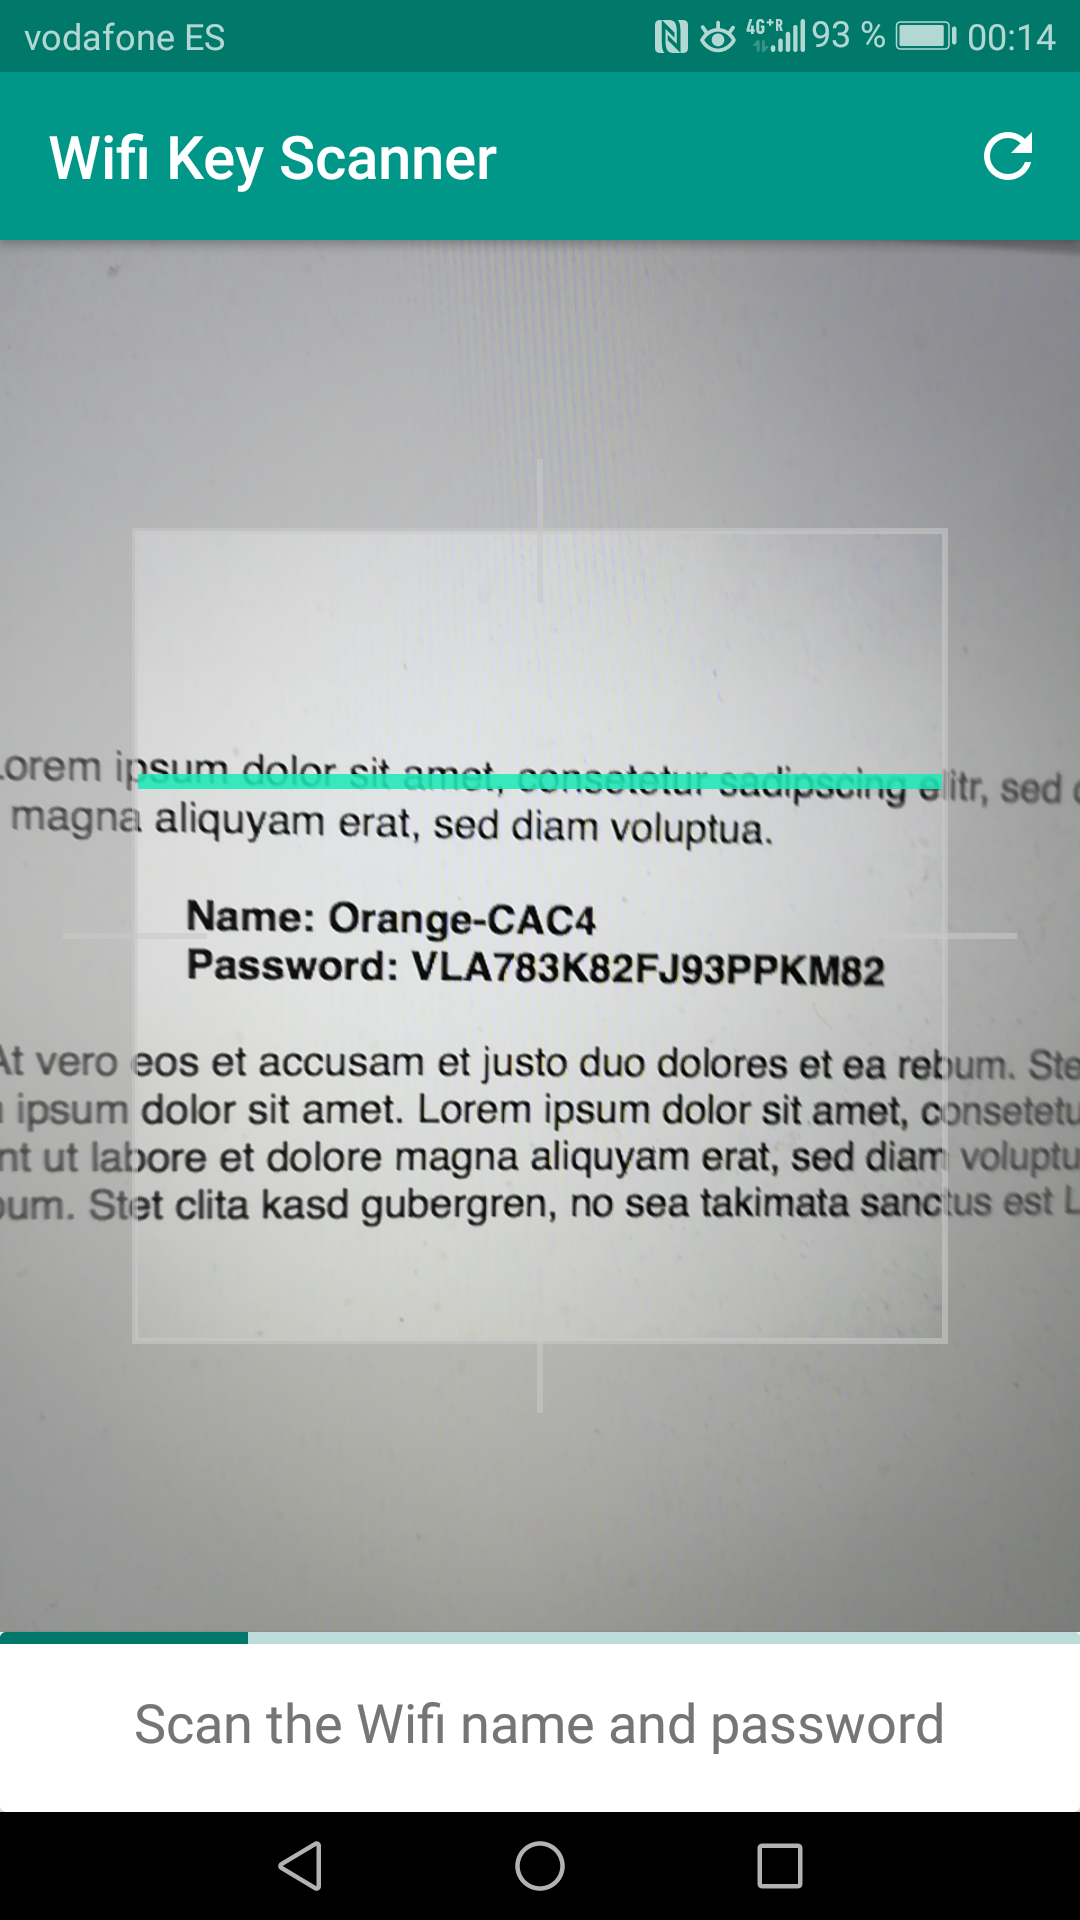 vodafone ES 4G+R 93 % 00:14
Wifi Key Scanner
Lorem ipsum dolor sit amet, consetetur sadipscing elitr, sed
magna aliquyam erat, sed diam voluptua.
Name: Orange-CAC4
Password: VLA783K82FJ93PPKM82
At vero eos et accusam et justo duo dolores et ea rebum. Ste
ipsum dolor sit amet. Lorem ipsum dolor sit amet, consetetu
nt ut labore et dolore magna aliquyam erat, sed diam voluptu
bum. Stet clita kasd gubergren, no sea takimata sanctus est L
Scan the Wifi name and password